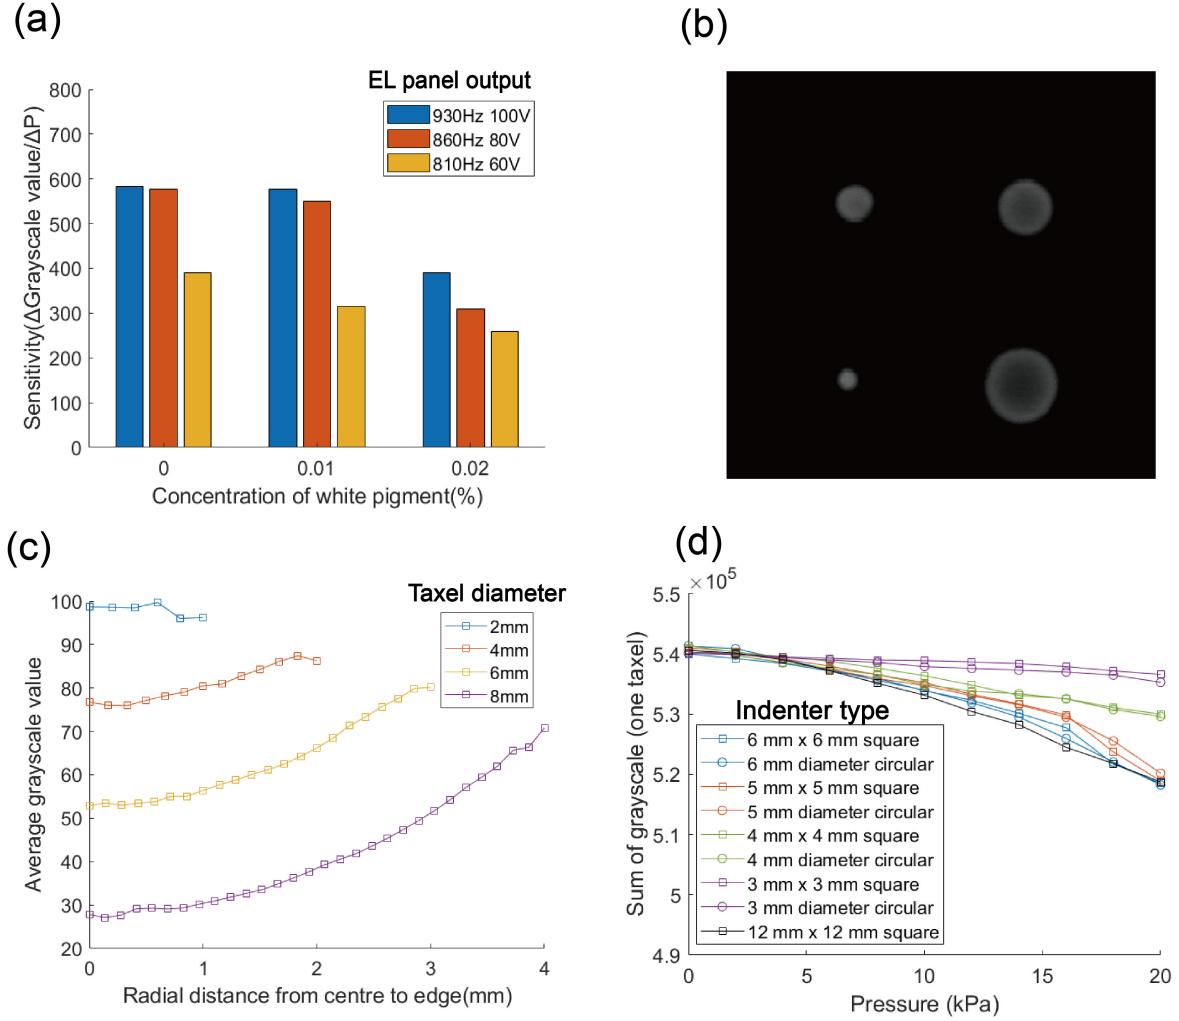 (a)
EL panel output
930Hz 100V
860Hz 80V
810Hz 60V
Sensitivity(ΔGrayscale value/ΔP)
800
700
600
500
400
300
200
100
0
0 0.01 0.02
Concentration of white pigment(%)
(b)
(c)
Taxel diameter
2mm
4mm
6mm
8mm
Average grayscale value
100
90
80
70
60
50
40
30
20
0 1 2 3 4
Radial distance from centre to edge(mm)
(d)
×10⁵
Sum of grayscale (one taxel)
5.5
5.4
5.3
5.2
5.1
5
4.9
Indenter type
6 mm x 6 mm square
6 mm diameter circular
5 mm x 5 mm square
5 mm diameter circular
4 mm x 4 mm square
4 mm diameter circular
3 mm x 3 mm square
3 mm diameter circular
12 mm x 12 mm square
0 5 10 15 20
Pressure (kPa)